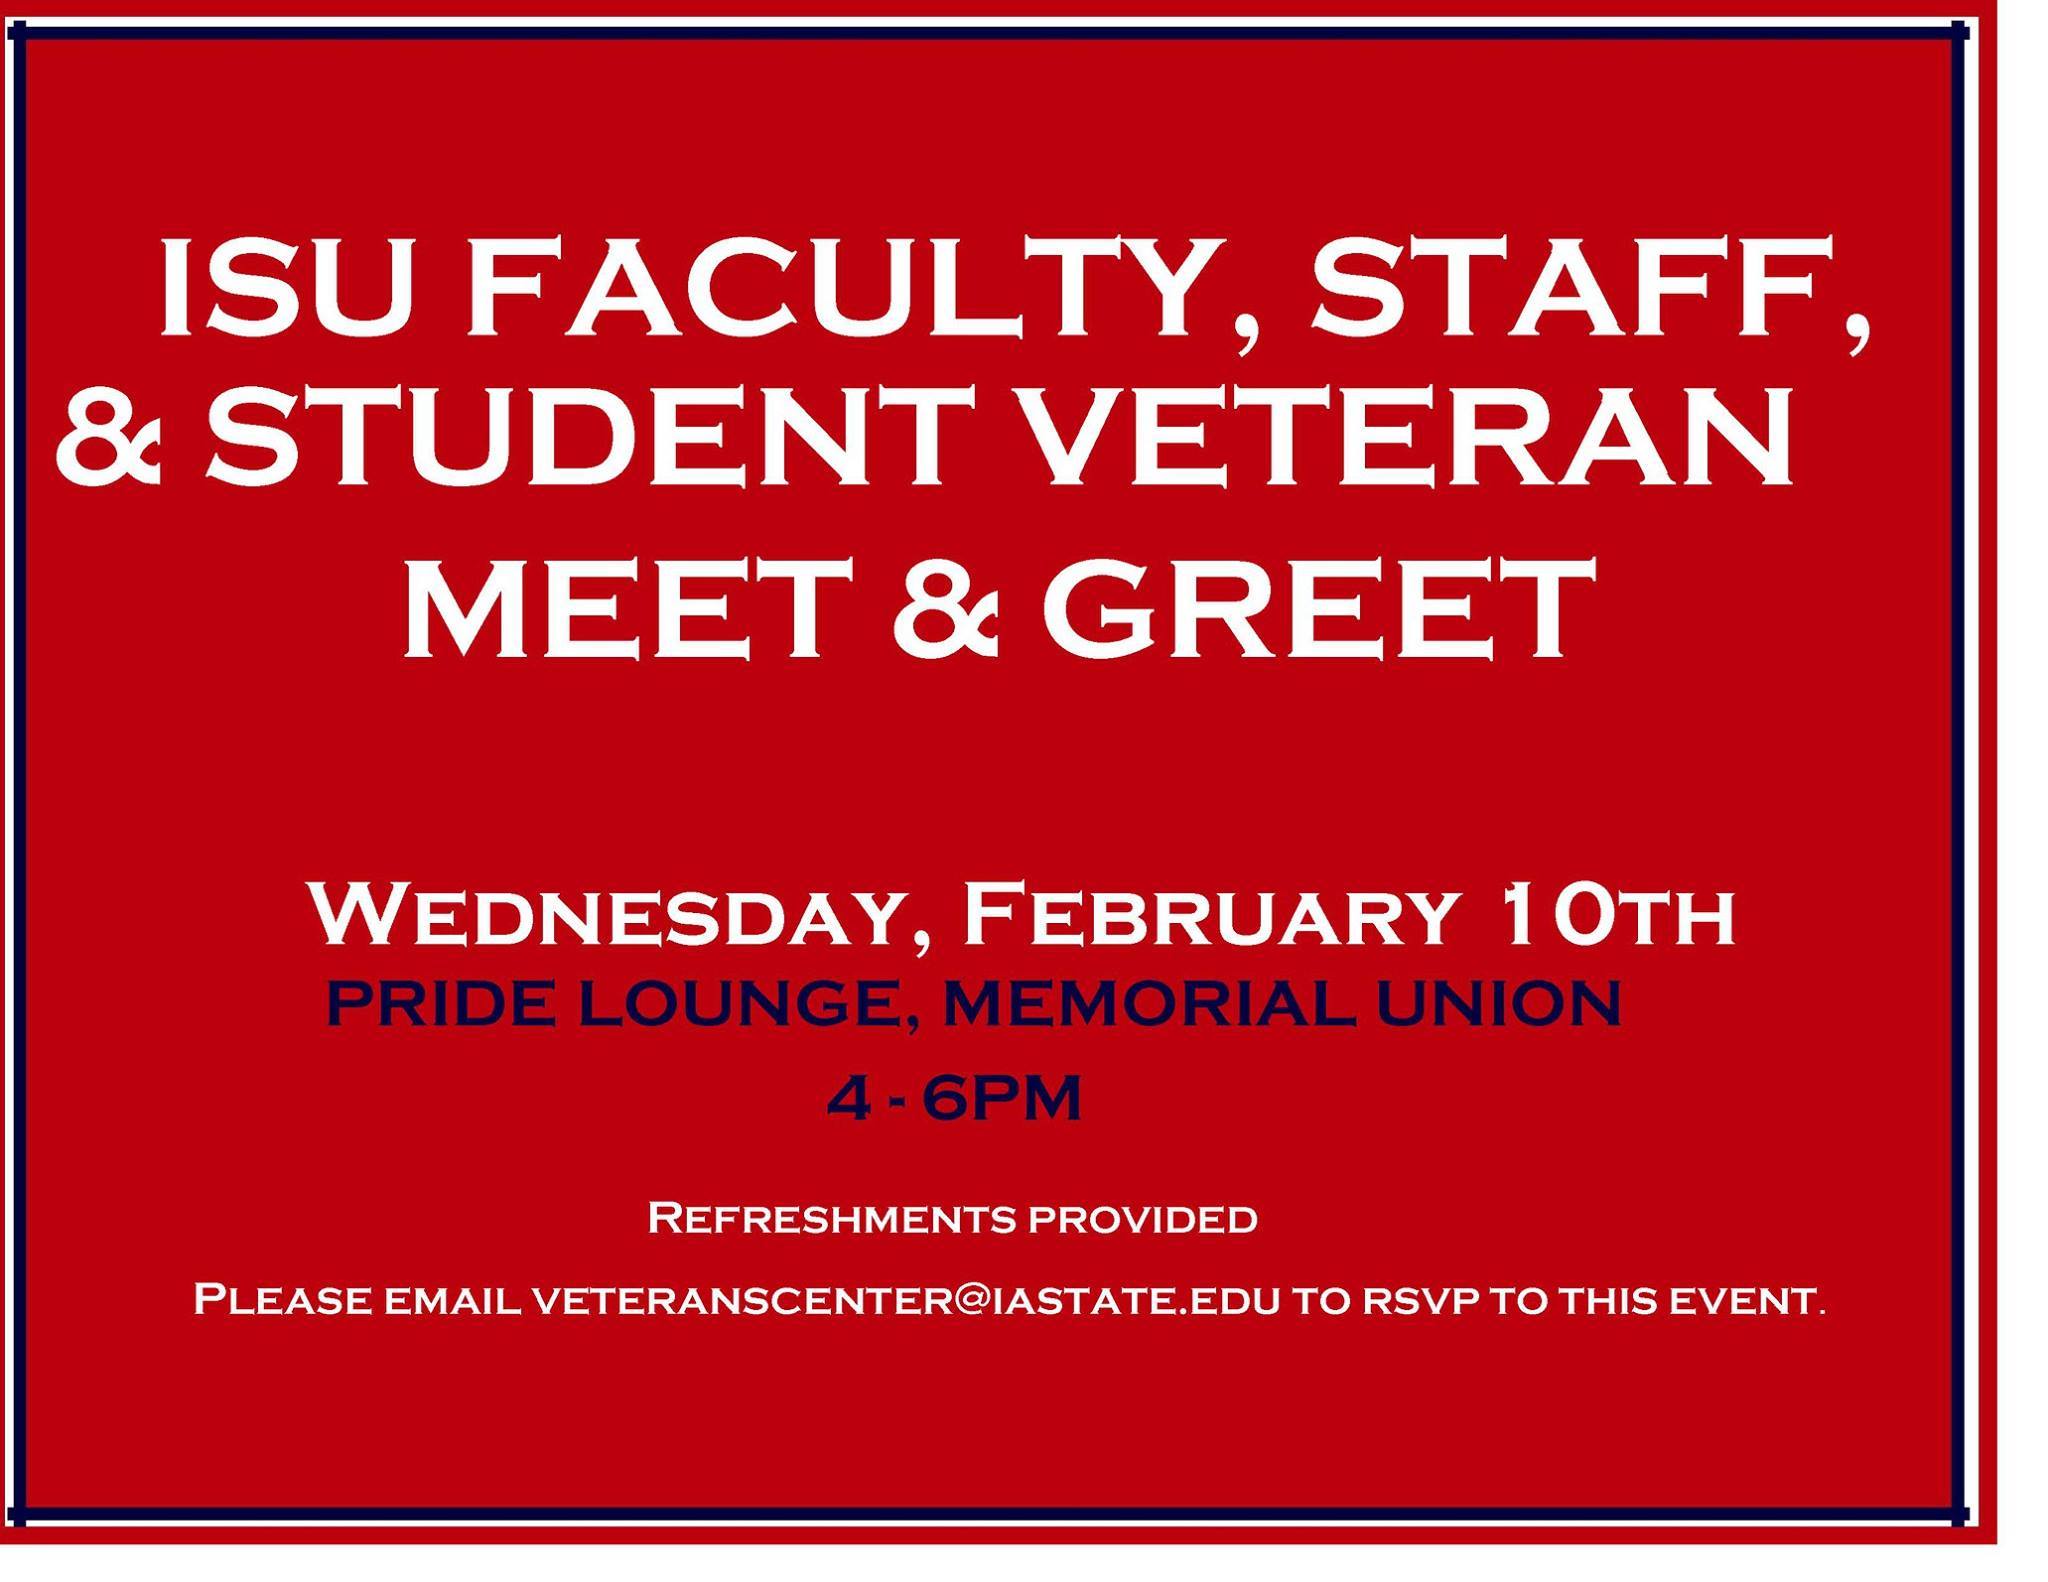 ISU FACULTY, STAFF,
& STUDENT VETERAN
MEET & GREET
WEDNESDAY, FEBRUARY 10TH
PRIDE LOUNGE, MEMORIAL UNION
4 - 6PM
REFRESHMENTS PROVIDED
PLEASE EMAIL VETERANSCENTER@IASTATE.EDU TO RSVP TO THIS EVENT.